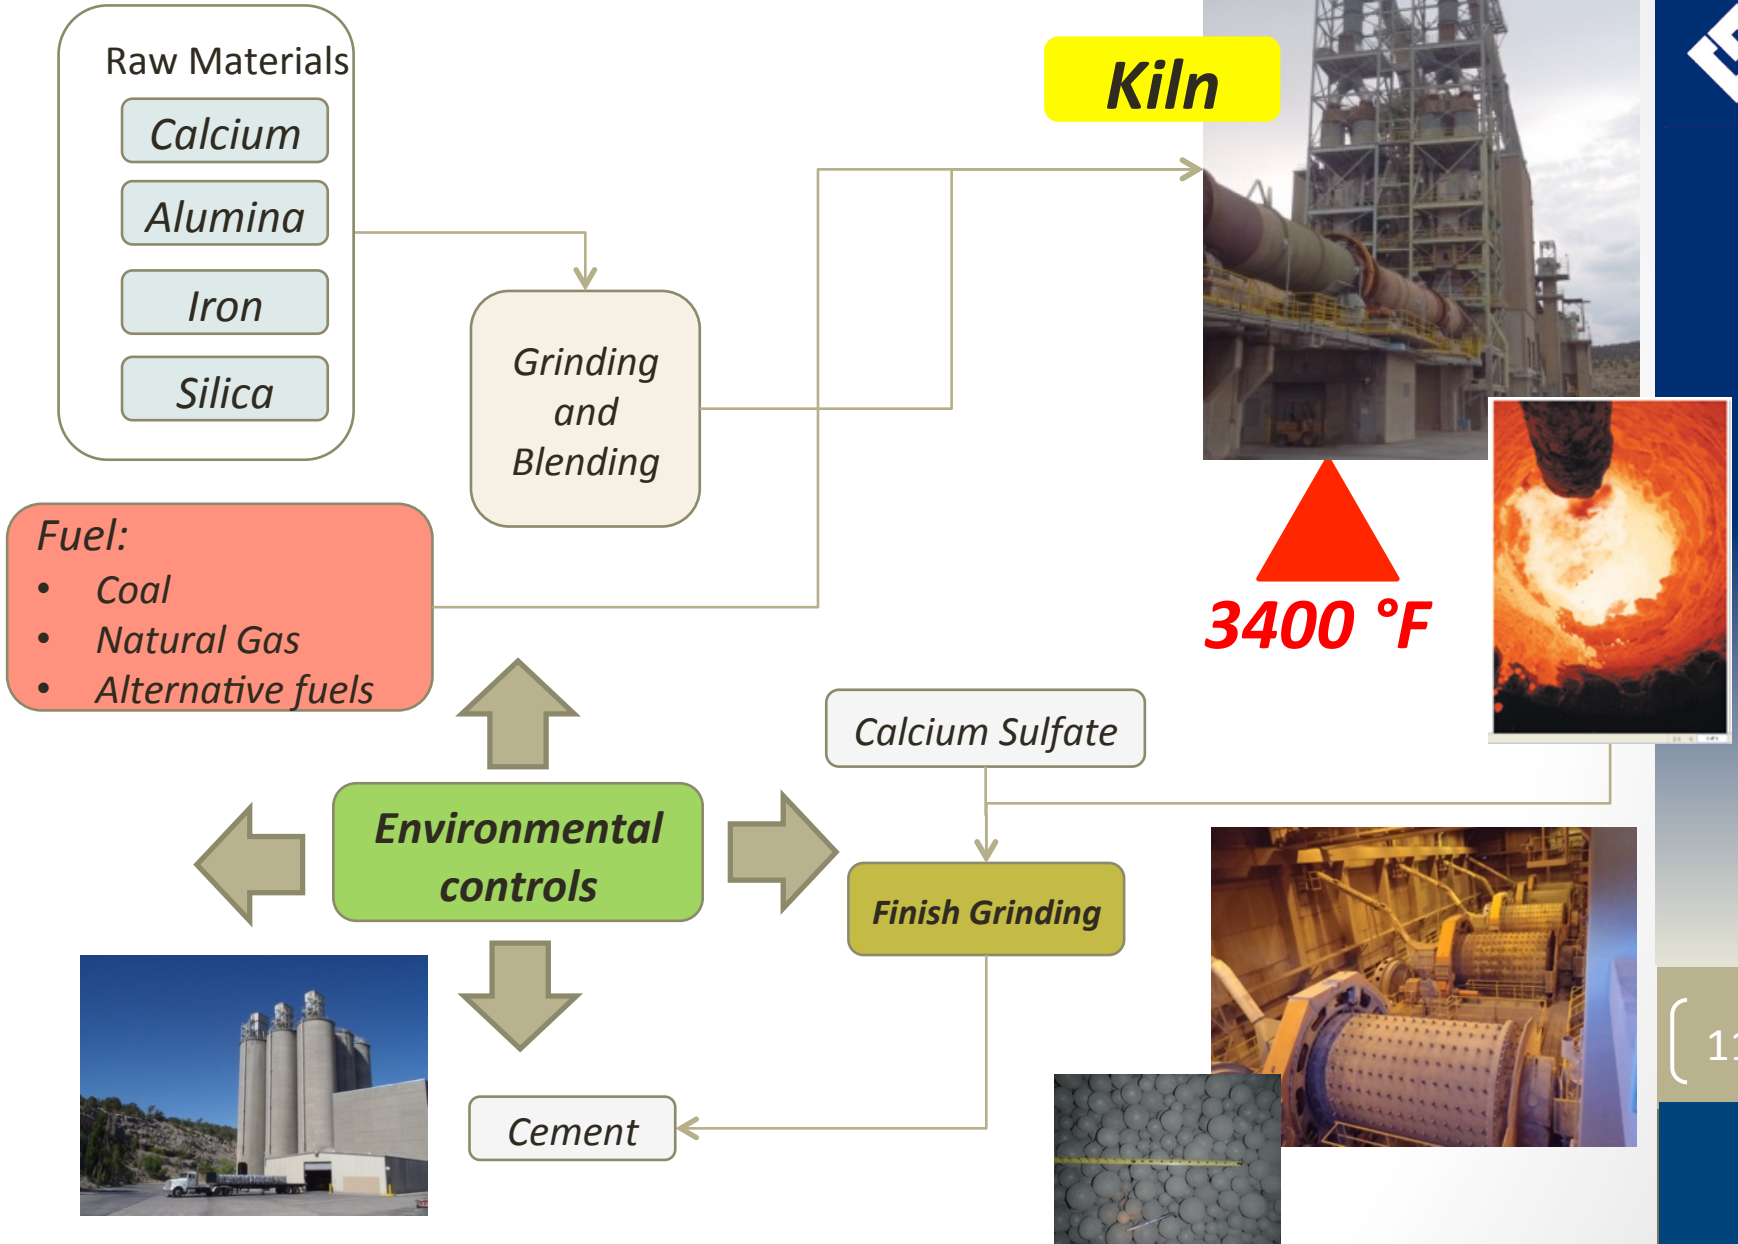 Raw Materials
Calcium
Alumina
Iron
Silica
Grinding
and
Blending
Kiln
3400 °F
Fuel:
• Coal
• Natural Gas
• Alternative fuels
Environmental
controls
Calcium Sulfate
Finish Grinding
Cement